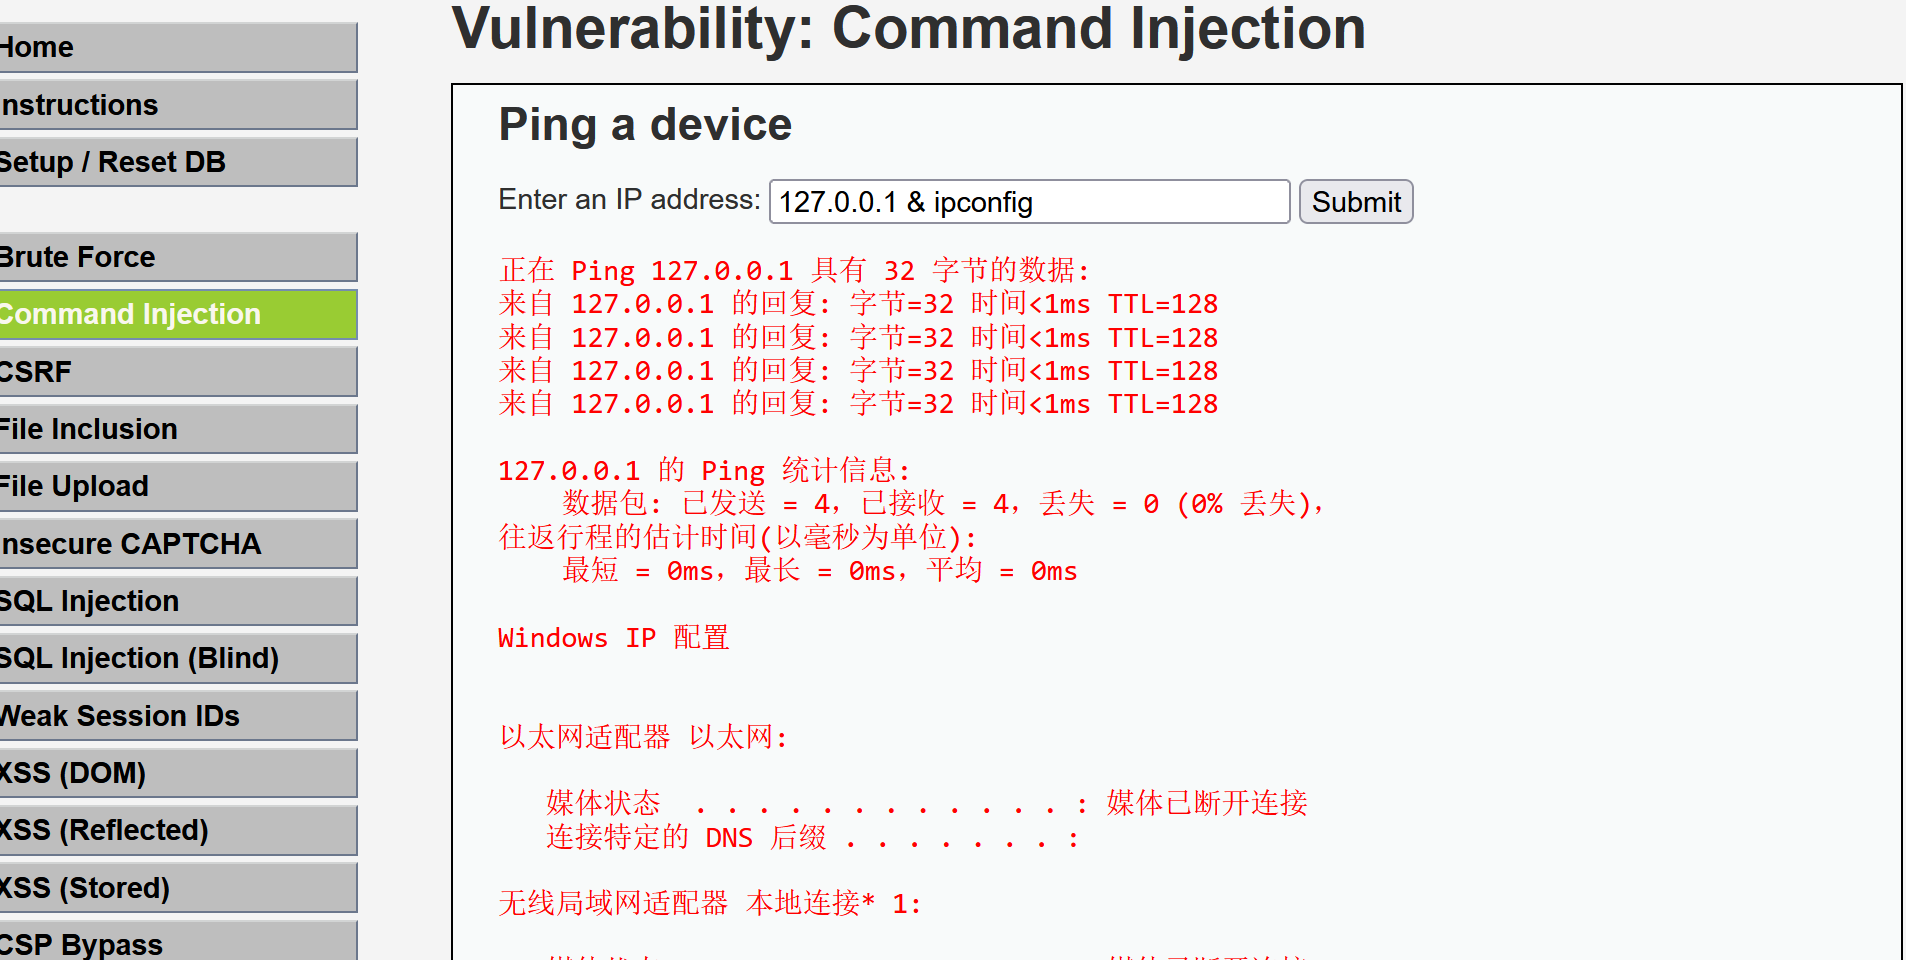 Home
Instructions
Setup / Reset DB
Brute Force
Command Injection
CSRF
File Inclusion
File Upload
Insecure CAPTCHA
SQL Injection
SQL Injection (Blind)
Weak Session IDs
XSS (DOM)
XSS (Reflected)
XSS (Stored)
CSP Bypass
Vulnerability: Command Injection
Ping a device
Enter an IP address: 127.0.0.1 & ipconfig Submit
正在 Ping 127.0.0.1 具有 32 字节的数据:
来自 127.0.0.1 的回复: 字节=32 时间<1ms TTL=128
来自 127.0.0.1 的回复: 字节=32 时间<1ms TTL=128
来自 127.0.0.1 的回复: 字节=32 时间<1ms TTL=128
来自 127.0.0.1 的回复: 字节=32 时间<1ms TTL=128
127.0.0.1 的 Ping 统计信息:
数据包: 已发送 = 4，已接收 = 4，丢失 = 0 (0% 丢失)，
往返行程的估计时间(以毫秒为单位):
最短 = 0ms，最长 = 0ms，平均 = 0ms
Windows IP 配置
以太网适配器 以太网:
媒体状态 . . . . . . . . . . . . : 媒体已断开连接
连接特定的 DNS 后缀 . . . . . . . :
无线局域网适配器 本地连接* 1: